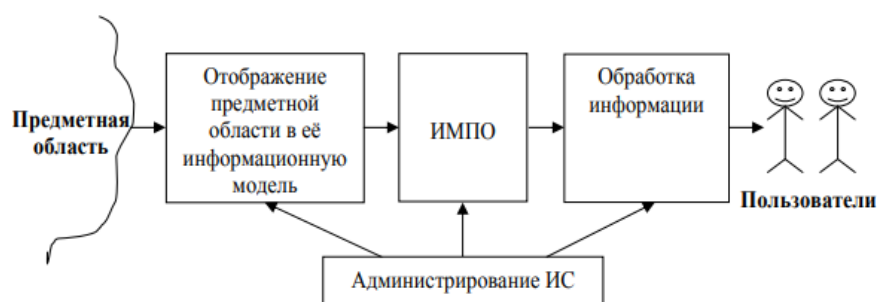 Предметная
область
Отображение
предметной
области в её
информационную
модель
ИМПО
Обработка
информации
Пользователи
Администрирование ИС